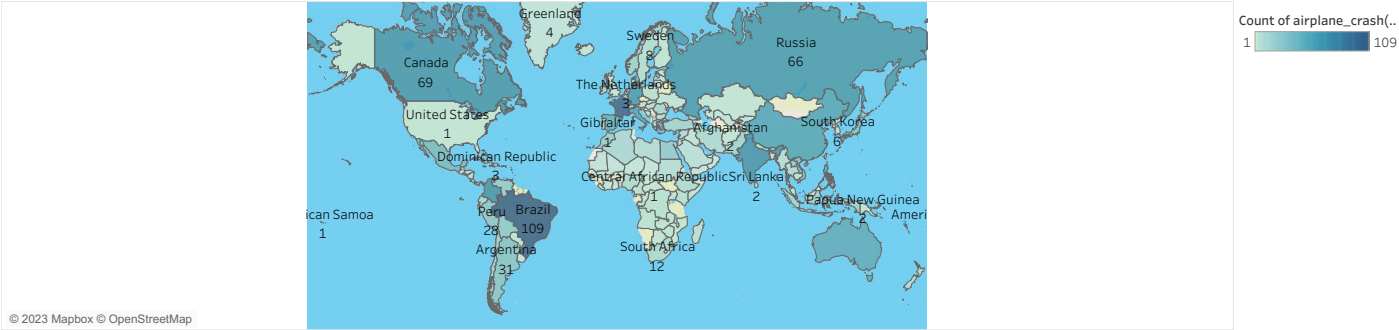 Greenland
4
Count of airplane_crash(..
1
109
Sweden
8
Russia
66
Canada
69
The Netherlands
3
United States
1
Gibraltar
1
Afghanistan
2
South Korea
6
Dominican Republic
3
Central African Republic
1
Sri Lanka
2
Papua New Guinea
2
ican Samoa
1
Ameri
Peru
28
Brazil
109
Argentina
31
South Africa
12
© 2023 Mapbox © OpenStreetMap